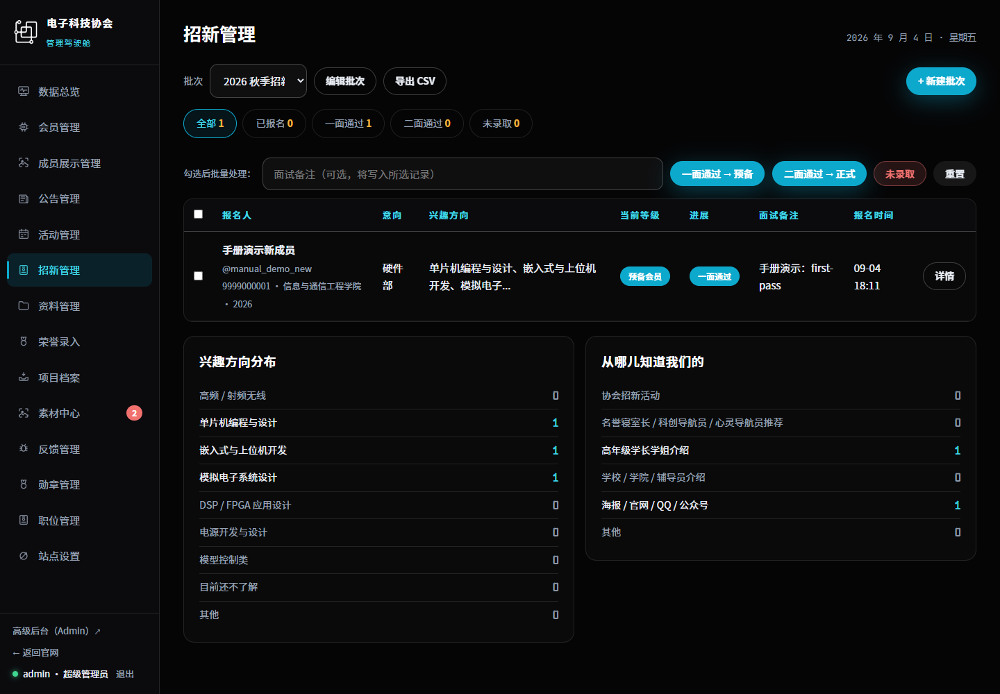 电子科技协会
管理驾驶舱
数据总览
会员管理
成员展示管理
公告管理
活动管理
招新管理
资料管理
荣誉录入
项目档案
素材中心 2
反馈管理
勋章管理
职位管理
站点设置
高级后台（Admin）↗
← 返回官网
admin · 超级管理员 退出
招新管理
2026 年 9 月 4 日 · 星期五
批次 2026 秋季招新 编辑批次 导出 CSV + 新建批次
全部 1 已报名 0 一面通过 1 二面通过 0 未录取 0
勾选后批量处理： 面试备注（可选，将写入所选记录） 一面通过 → 预备 二面通过 → 正式 未录取 重置
报名人 意向 兴趣方向 当前等级 进展 面试备注 报名时间
手册演示新成员
@manual_demo_new
9999000001 · 信息与通信工程学院
· 2026
硬件
部
单片机编程与设计、嵌入式与上位机
开发、模拟电子...
预备会员
一面通过
手册演示：first-
pass
09-04
18:11
详情
兴趣方向分布
高频 / 射频无线 0
单片机编程与设计 1
嵌入式与上位机开发 1
模拟电子系统设计 1
DSP / FPGA 应用设计 0
电源开发与设计 0
模型控制类 0
目前还不了解 0
其他 0
从哪儿知道我们的
协会招新活动 0
名誉寝室长 / 科创导航员 / 心灵导航员推荐 0
高年级学长学姐介绍 1
学校 / 学院 / 辅导员介绍 0
海报 / 官网 / QQ / 公众号 1
其他 0